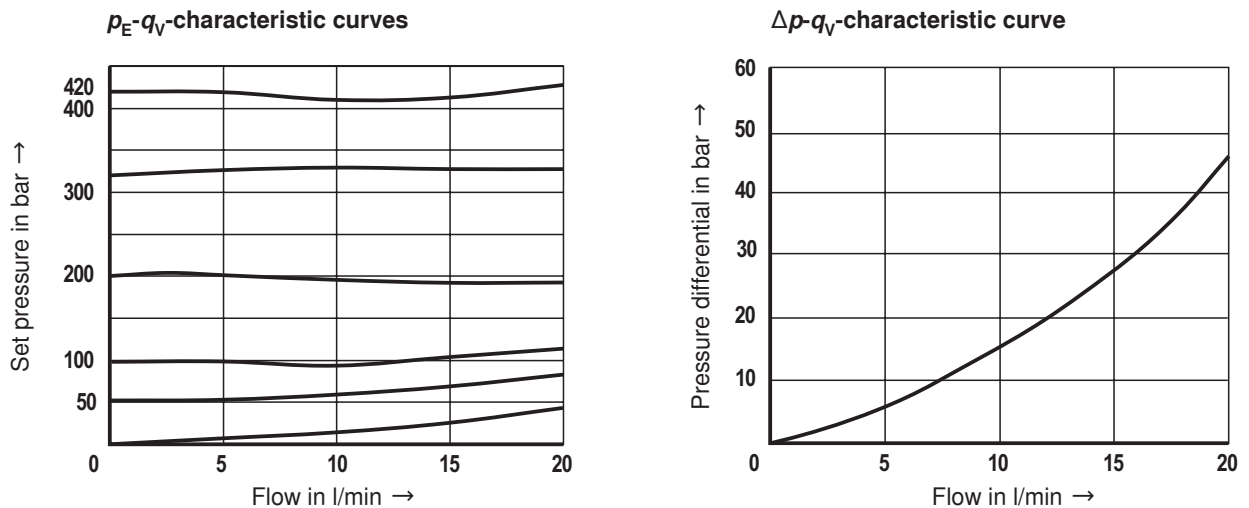 pE-qV-characteristic curves
Set pressure in bar →
420
400
300
200
100
50
0 5 10 15 20
Flow in l/min →
Δp-qV-characteristic curve
Pressure differential in bar →
60
50
40
30
20
10
0 5 10 15 20
Flow in l/min →